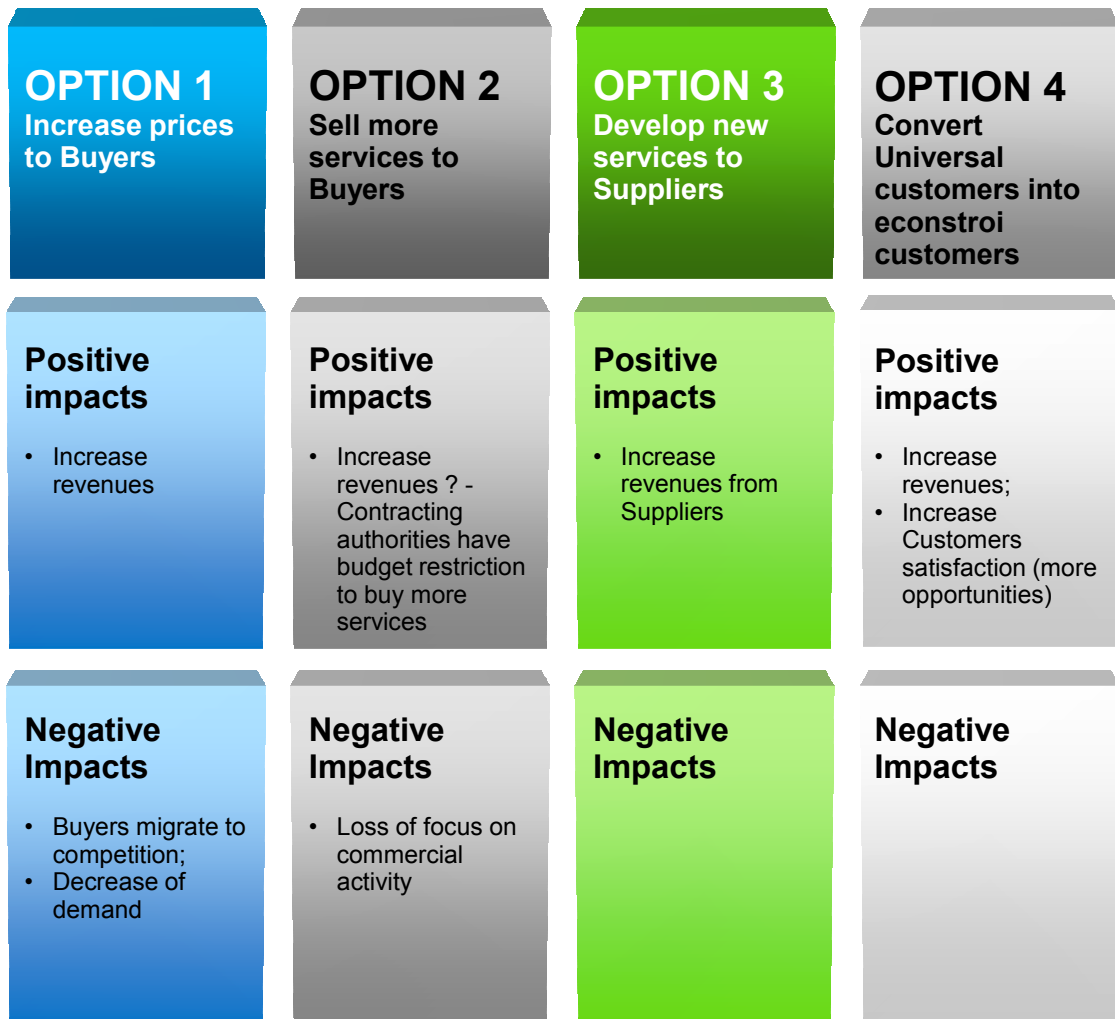 OPTION 1
Increase prices
to Buyers
OPTION 2
Sell more
services to
Buyers
OPTION 3
Develop new
services to
Suppliers
OPTION 4
Convert
Universal
customers into
econstroi
customers
Positive
impacts
• Increase
revenues
Positive
impacts
• Increase
revenues ? -
Contracting
authorities have
budget restriction
to buy more
services
Positive
impacts
• Increase
revenues from
Suppliers
Positive
impacts
• Increase
revenues;
• Increase
Customers
satisfaction (more
opportunities)
Negative
Impacts
• Buyers migrate to
competition;
• Decrease of
demand
Negative
Impacts
• Loss of focus on
commercial
activity
Negative
Impacts
Negative
Impacts